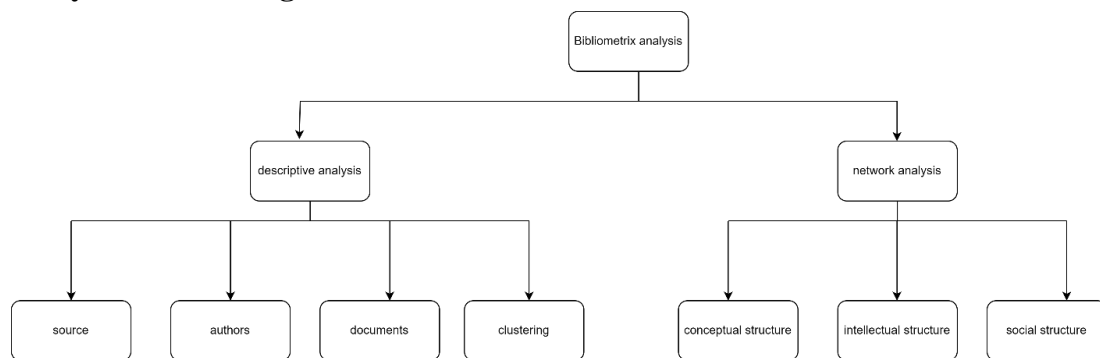 Bibliometrix analysis
descriptive analysis
network analysis
source
authors
documents
clustering
conceptual structure
intellectual structure
social structure